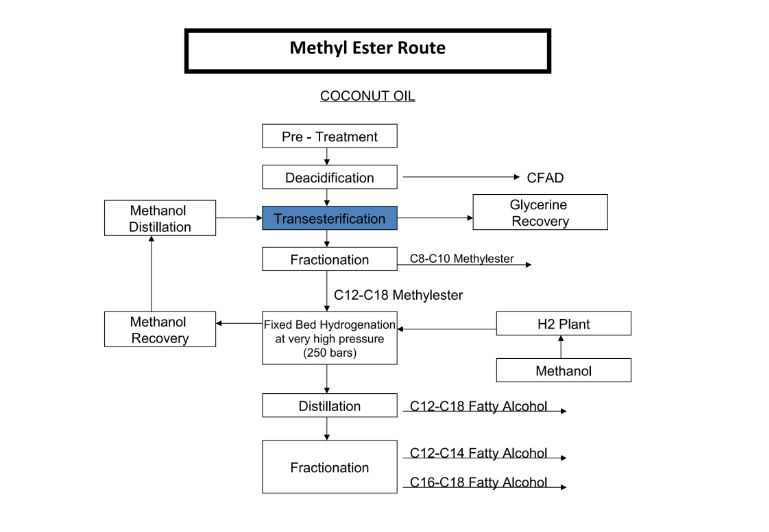 Methyl Ester Route
COCONUT OIL
Pre - Treatment
Deacidification
CFAD
Methanol
Distillation
Transesterification
Glycerine
Recovery
Fractionation
C8-C10 Methylester
C12-C18 Methylester
Methanol
Recovery
Fixed Bed Hydrogenation
at very high pressure
(250 bars)
H2 Plant
Methanol
Distillation
C12-C18 Fatty Alcohol
Fractionation
C12-C14 Fatty Alcohol
C16-C18 Fatty Alcohol